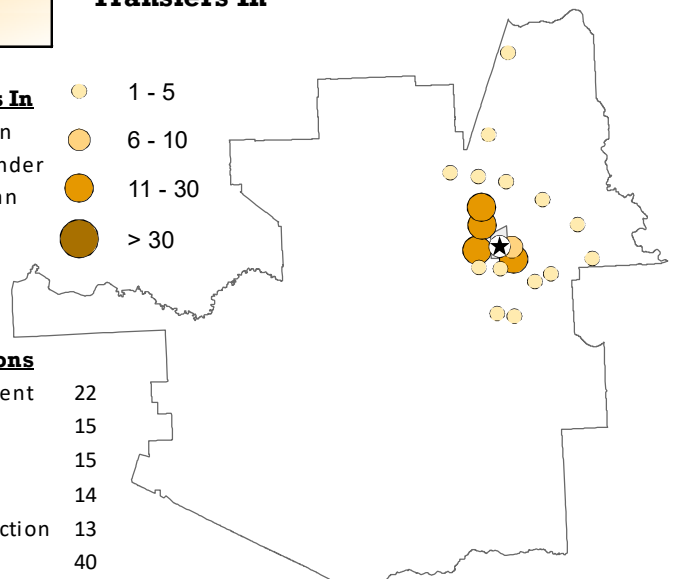 Transfers In
s In
n
nder
n
1 - 5
6 - 10
11 - 30
> 30
ons
ent 22
15
15
14
ction 13
40